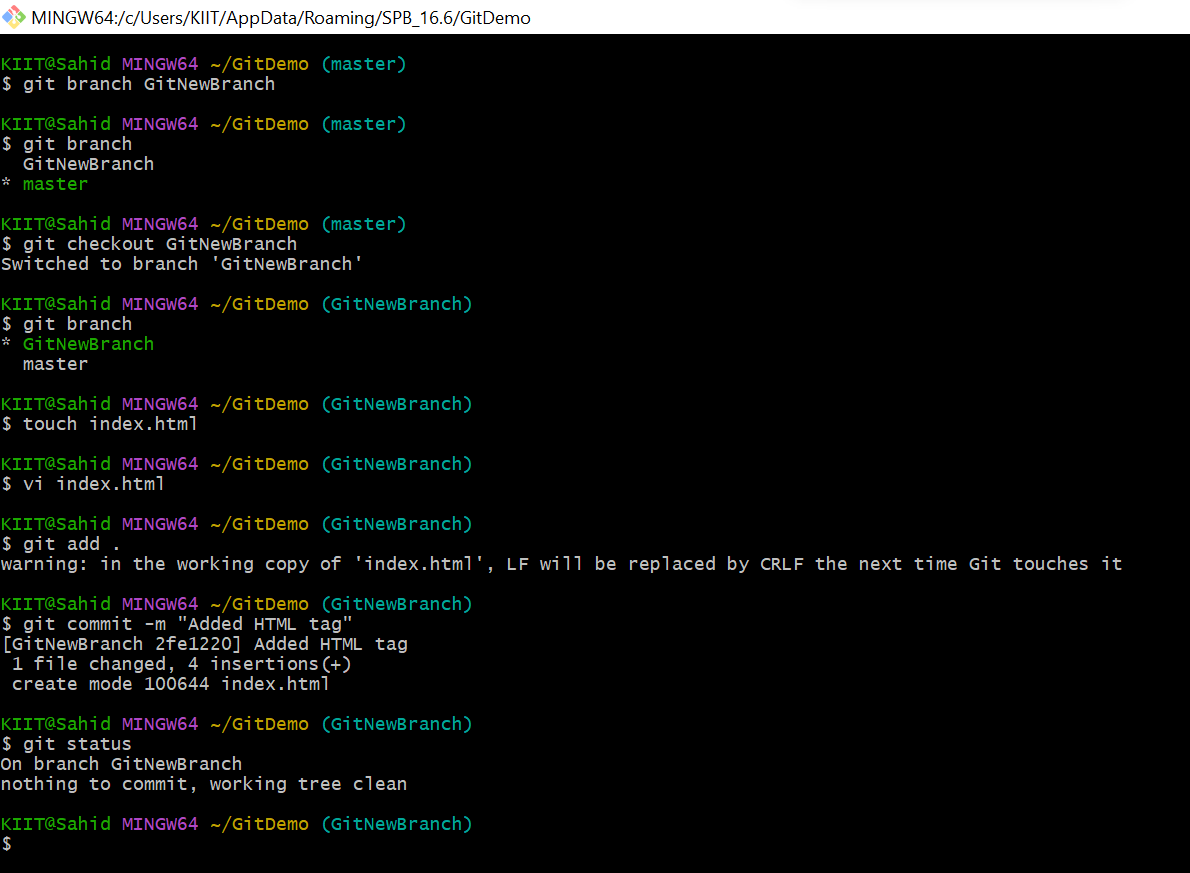 MINGW64:/c/Users/KIIT/AppData/Roaming/SPB_16.6/GitDemo
KIIT@Sahid MINGW64 ~/GitDemo (master)
$ git branch GitNewBranch
KIIT@Sahid MINGW64 ~/GitDemo (master)
$ git branch
  GitNewBranch
* master
KIIT@Sahid MINGW64 ~/GitDemo (master)
$ git checkout GitNewBranch
Switched to branch 'GitNewBranch'
KIIT@Sahid MINGW64 ~/GitDemo (GitNewBranch)
$ git branch
* GitNewBranch
  master
KIIT@Sahid MINGW64 ~/GitDemo (GitNewBranch)
$ touch index.html
KIIT@Sahid MINGW64 ~/GitDemo (GitNewBranch)
$ vi index.html
KIIT@Sahid MINGW64 ~/GitDemo (GitNewBranch)
$ git add .
warning: in the working copy of 'index.html', LF will be replaced by CRLF the next time Git touches it
KIIT@Sahid MINGW64 ~/GitDemo (GitNewBranch)
$ git commit -m "Added HTML tag"
[GitNewBranch 2fe1220] Added HTML tag
 1 file changed, 4 insertions(+)
 create mode 100644 index.html
KIIT@Sahid MINGW64 ~/GitDemo (GitNewBranch)
$ git status
On branch GitNewBranch
nothing to commit, working tree clean
KIIT@Sahid MINGW64 ~/GitDemo (GitNewBranch)
$